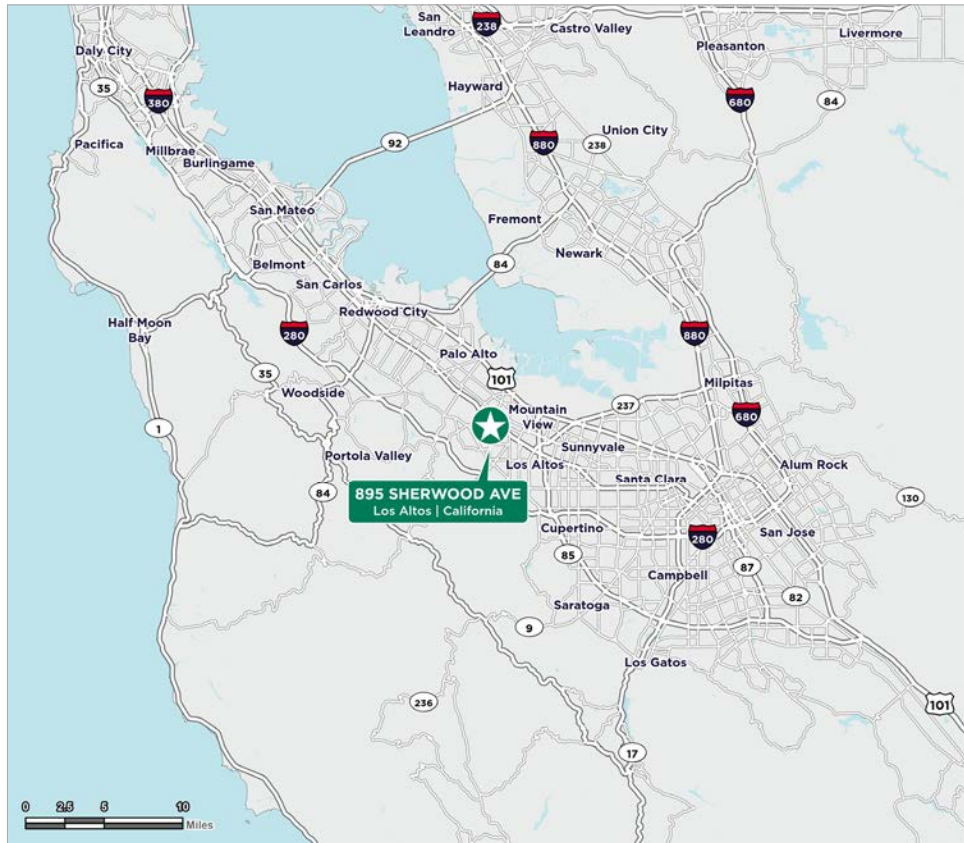 San
Leandro
238
Castro Valley
Livermore
Pleasanton
Daly City
35
380
Hayward
680
84
Pacifica
Millbrae
Burlingame
92
880
Union City
238
San Mateo
Fremont
Newark
Belmont
84
San Carlos
Redwood City
Half Moon
Bay
280
880
Palo Alto
35
Woodside
101
Milpitas
1
Mountain
View
237
680
Sunnyvale
Portola Valley
Los Altos
Alum Rock
84
895 SHERWOOD AVE
Los Altos | California
Santa Clara
130
Cupertino
280
San Jose
85
87
Campbell
82
Saratoga
9
Los Gatos
236
101
17
0 2.5 5 10
Miles